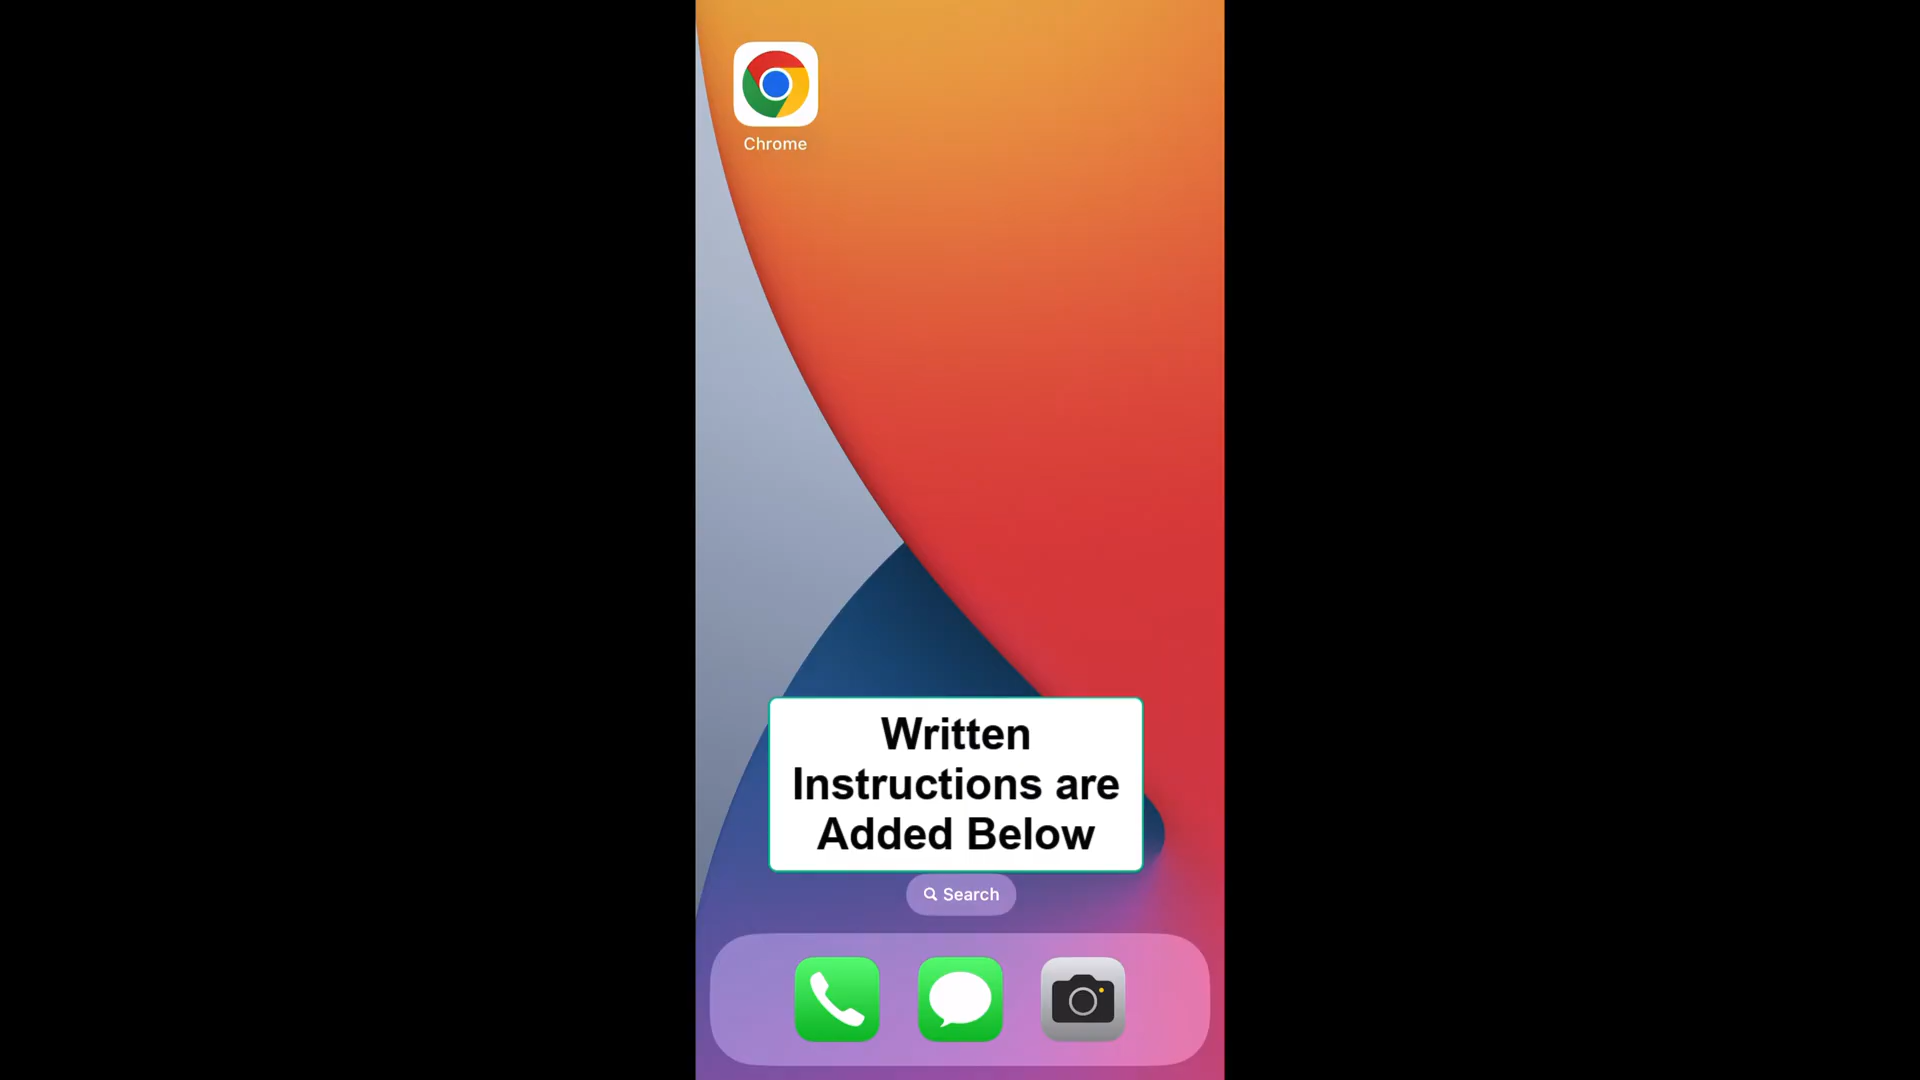 Chrome
Written
Instructions are
Added Below
Search